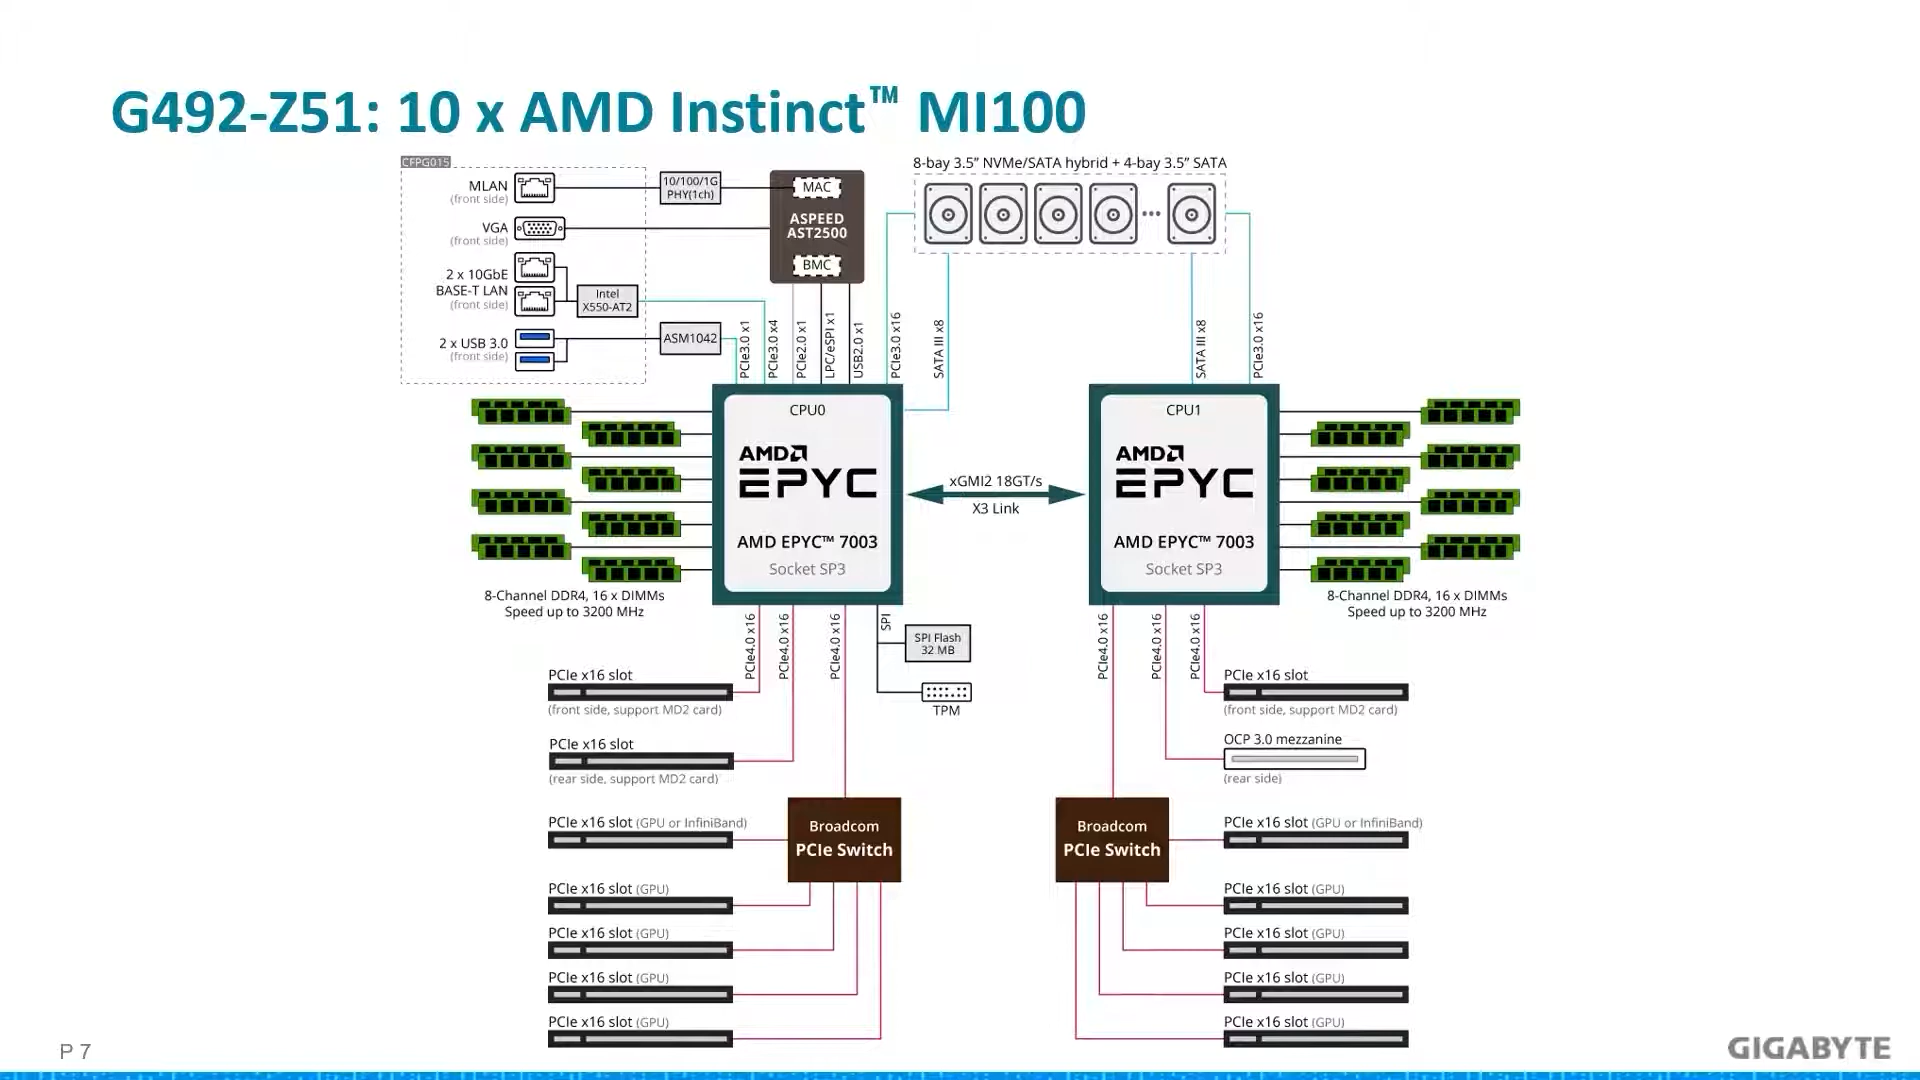 G492-Z51: 10 x AMD Instinct™ MI100
CFPG015
MLAN
(front side)
VGA
(front side)
2 x 10GbE
BASE-T LAN
(front side)
2 x USB 3.0
(front side)
10/100/1G
PHY(1ch)
Intel
X550-AT2
ASM1042
MAC
ASPEED
AST2500
BMC
8-bay 3.5” NVMe/SATA hybrid + 4-bay 3.5” SATA
PCIe3.0 x1
PCIe3.0 x4
PCIe2.0 x1
LPC/eSPI x1
USB2.0 x1
PCIe3.0 x16
SATA III x8
SATA III x8
PCIe3.0 x16
CPU0
AMD
EPYC
AMD EPYC™ 7003
Socket SP3
xGMI2 18GT/s
X3 Link
CPU1
AMD
EPYC
AMD EPYC™ 7003
Socket SP3
8-Channel DDR4, 16 x DIMMs
Speed up to 3200 MHz
8-Channel DDR4, 16 x DIMMs
Speed up to 3200 MHz
PCIe4.0 x16
PCIe4.0 x16
PCIe4.0 x16
SPI
SPI Flash
32 MB
TPM
PCIe4.0 x16
PCIe4.0 x16
PCIe4.0 x16
PCIe x16 slot
(front side, support MD2 card)
PCIe x16 slot
(rear side, support MD2 card)
PCIe x16 slot (GPU or InfiniBand)
PCIe x16 slot (GPU)
PCIe x16 slot (GPU)
PCIe x16 slot (GPU)
PCIe x16 slot (GPU)
Broadcom
PCIe Switch
Broadcom
PCIe Switch
PCIe x16 slot
(front side, support MD2 card)
OCP 3.0 mezzanine
(rear side)
PCIe x16 slot (GPU or InfiniBand)
PCIe x16 slot (GPU)
PCIe x16 slot (GPU)
PCIe x16 slot (GPU)
PCIe x16 slot (GPU)
P 7
GIGABYTE